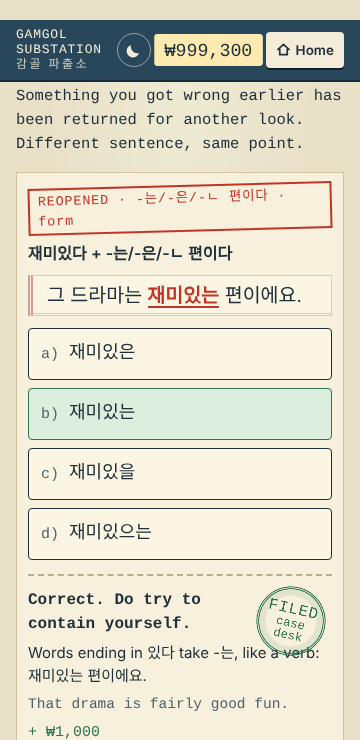 GAMGOL
SUBSTATION
감골 파출소
₩999,300
Home
Something you got wrong earlier has
been returned for another look.
Different sentence, same point.
REOPENED · -는/-은/-ㄴ 편이다 ·
form
재미있다 + -는/-은/-ㄴ 편이다
그 드라마는 재미있는 편이에요.
a) 재미있은
b) 재미있는
c) 재미있을
d) 재미있으는
Correct. Do try to
contain yourself.
FILED
case
desk
Words ending in 있다 take -는, like a verb:
재미있는 편이에요.
That drama is fairly good fun.
+ ₩1,000